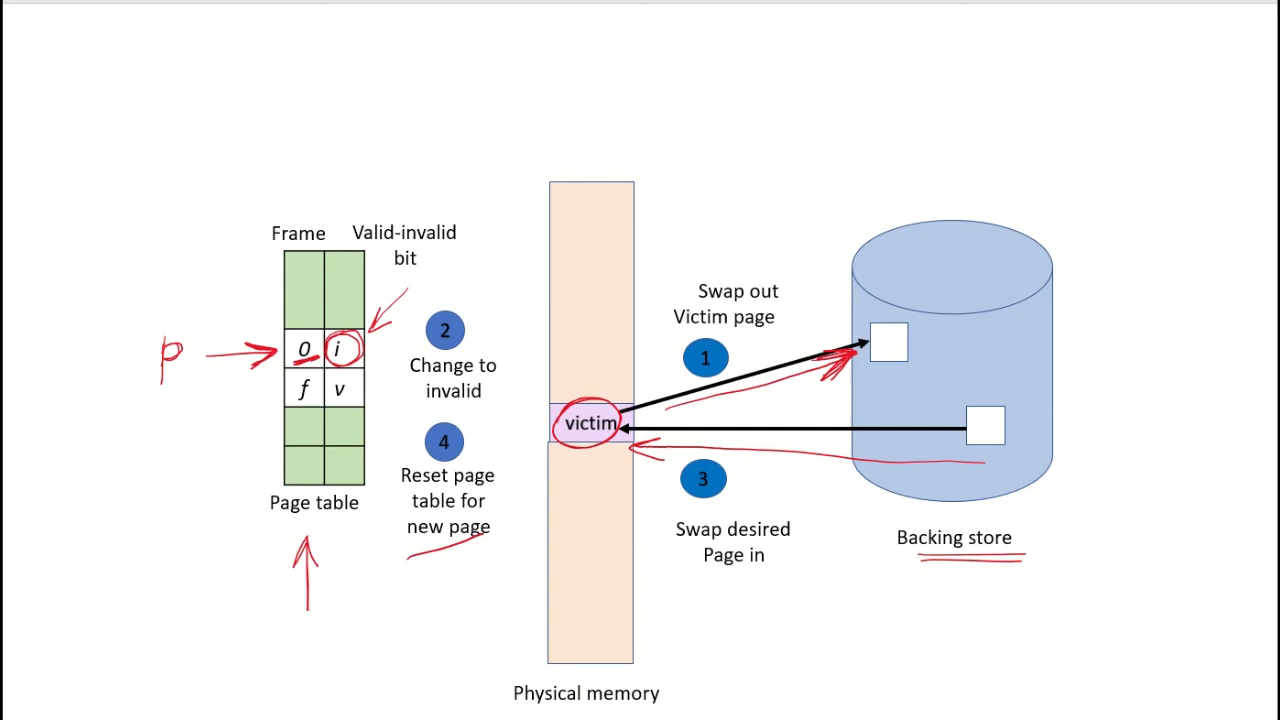 Frame
Valid-invalid
bit
p
0 i
f v
Page table
2
Change to
invalid
4
Reset page
table for
new page
victim
Physical memory
Swap out
Victim page
1
3
Swap desired
Page in
Backing store